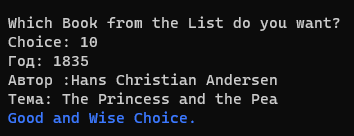 Which Book from the List do you want?
Choice: 10
Год: 1835
Автор :Hans Christian Andersen
Тема: The Princess and the Pea
Good and Wise Choice.